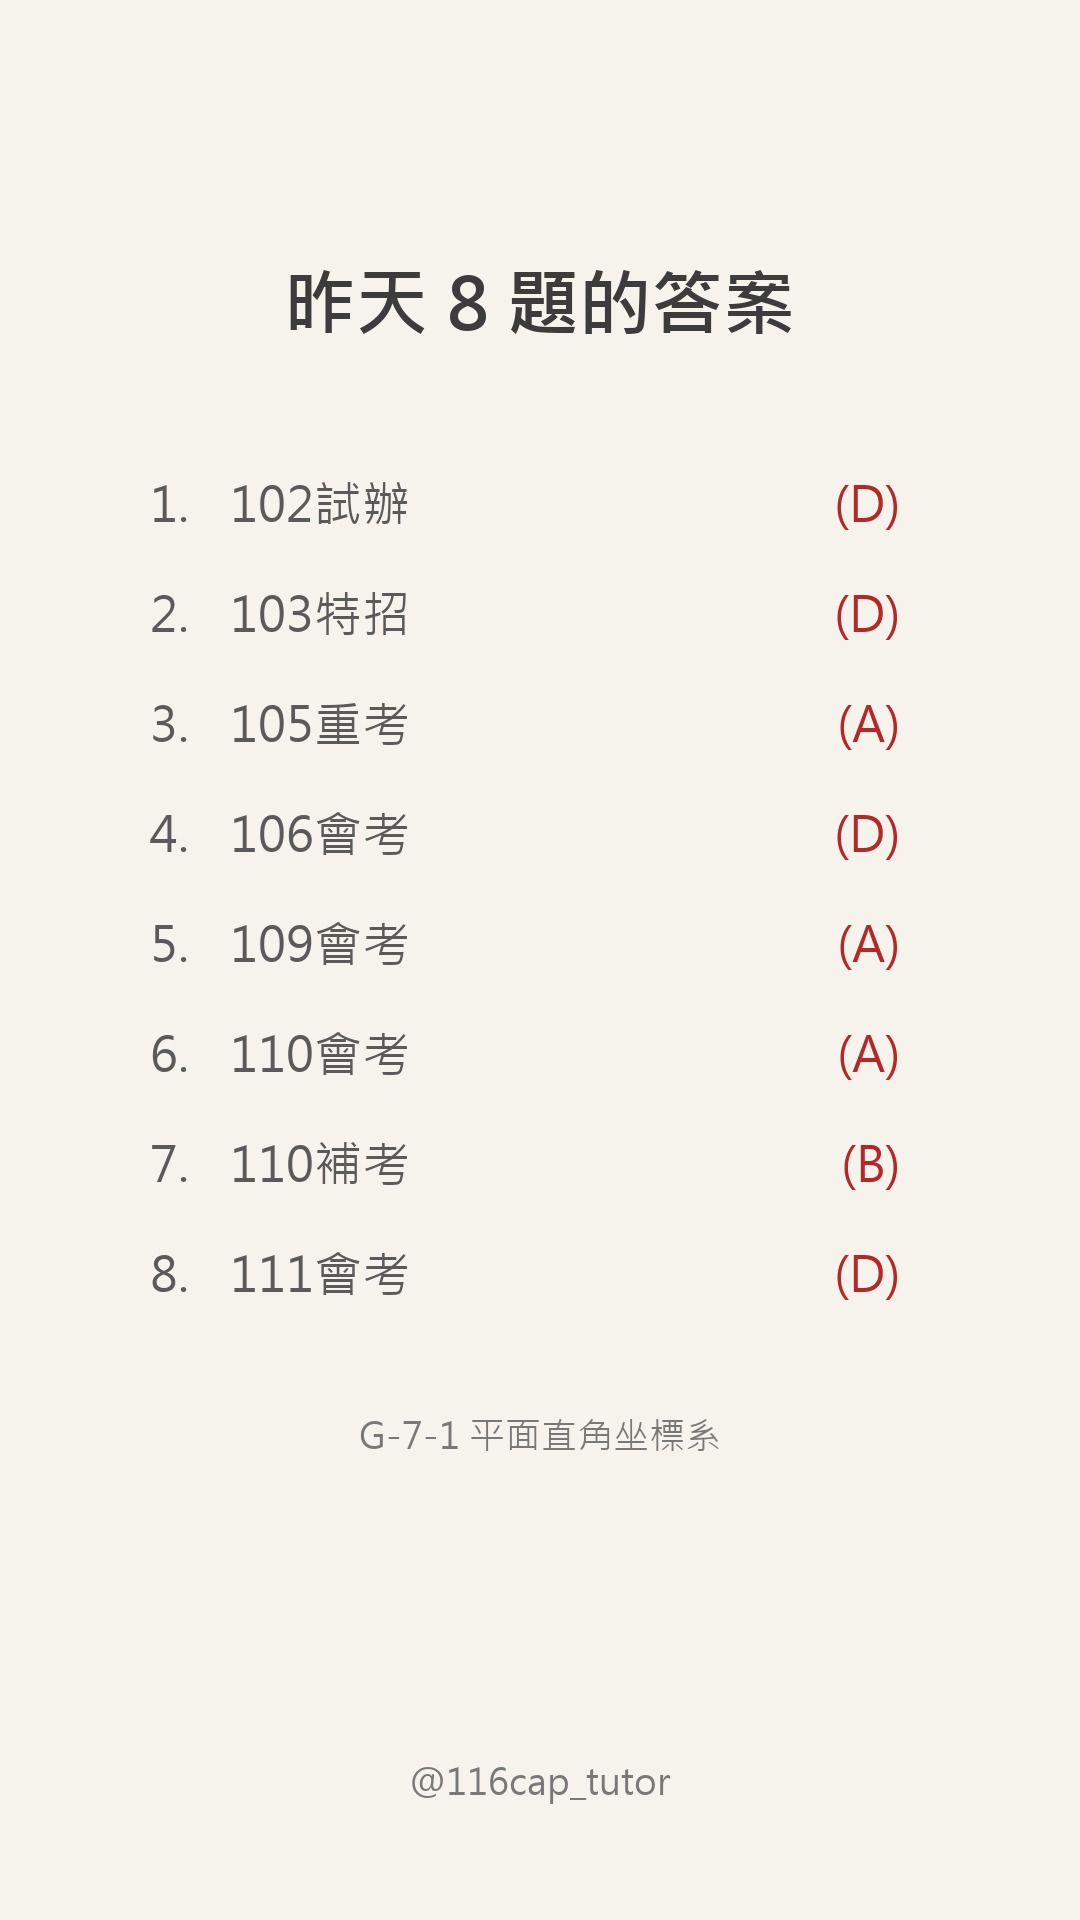 昨天 8 題的答案
1. 102試辦 (D)
2. 103特招 (D)
3. 105重考 (A)
4. 106會考 (D)
5. 109會考 (A)
6. 110會考 (A)
7. 110補考 (B)
8. 111會考 (D)
G-7-1 平面直角坐標系
@116cap_tutor